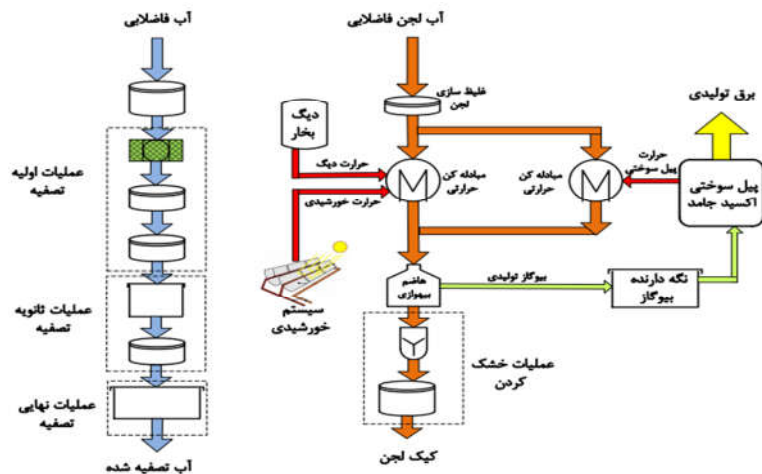 آب فاضلابی
عملیات اولیه
تصفیه
عملیات ثانویه
تصفیه
عملیات نهایی
تصفیه
آب تصفیه شده
آب لجن فاضلابی
غلیظ سازی
لجن
دیگ
بخار
حرارت دیگ
حرارت خورشیدی
مبادله کن
حرارتی
مبادله کن
حرارتی
حرارت
پیل سوختی
برق تولیدی
پیل سوختی
اکسید جامد
سیستم
خورشیدی
هاضم
بیهوازی
بیوگاز تولیدی
نگه دارنده
بیوگاز
عملیات خشک
کردن
کیک لجن